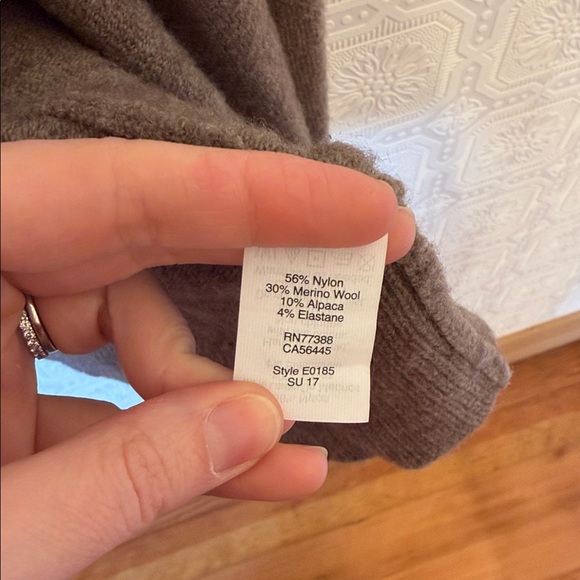 56% Nylon
30% Merino Wool
10% Alpaca
4% Elastane
RN77388
CA56445
Style E0185
SU 17